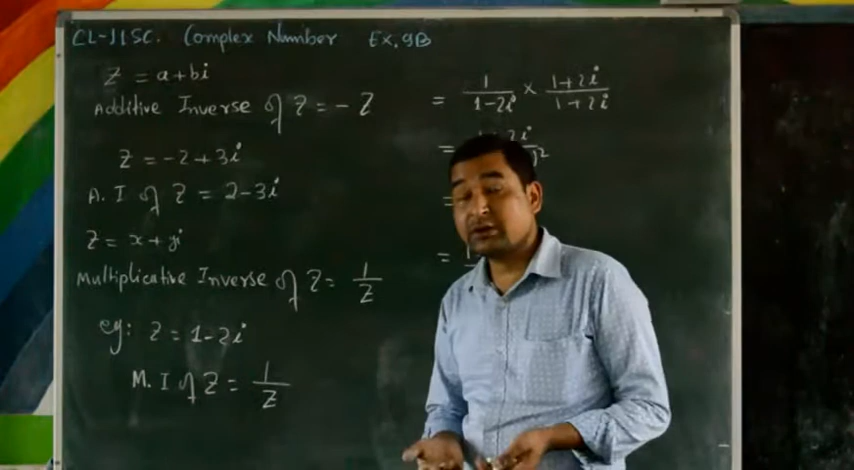 CL-11SC. Complex Number Ex. 9B
Z = a+bi
Additive Inverse of Z = -Z
Z = -2+3i
A. I of Z = 2-3i
Z = x+yi
Multiplicative Inverse of Z = 1/Z
eg: Z = 1-2i
M. I of Z = 1/Z
= 1/1-2i × 1+2i/1+2i
=
=
=